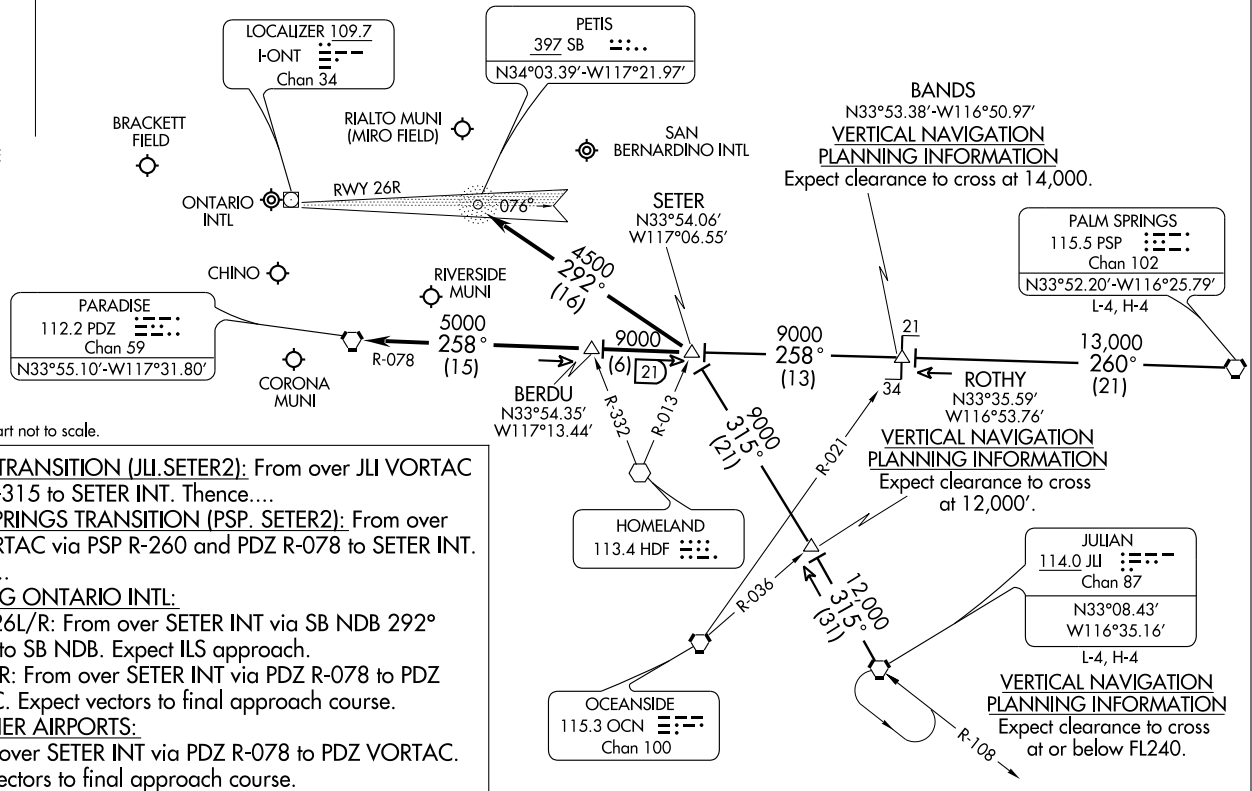 LOCALIZER 109.7
I-ONT
Chan 34
PETIS
397 SB
N34°03.39'-W117°21.97'
BRACKETT
FIELD
RIALTO MUNI
(MIRO FIELD)
SAN
BERNARDINO INTL
BANDS
N33°53.38'-W116°50.97'
VERTICAL NAVIGATION
PLANNING INFORMATION
Expect clearance to cross at 14,000.
ONTARIO
INTL
RWY 26R
076°
SETER
N33°54.06'
W117°06.55'
PALM SPRINGS
115.5 PSP
Chan 102
N33°52.20'-W116°25.79'
L-4, H-4
CHINO
RIVERSIDE
MUNI
4500
292°
(16)
PARADISE
112.2 PDZ
Chan 59
N33°55.10'-W117°31.80'
R-078
5000
258°
(15)
9000
(6)
21
9000
258°
(13)
21
34
13,000
260°
(21)
CORONA
MUNI
BERDU
N33°54.35'
W117°13.44'
R-332
R-013
9000
315°
(21)
R-021
ROTHY
N33°35.59'
W116°53.76'
VERTICAL NAVIGATION
PLANNING INFORMATION
Expect clearance to cross
at 12,000'.
HOMELAND
113.4 HDF
R-036
12,000
315°
(31)
JULIAN
114.0 JLI
Chan 87
N33°08.43'
W116°35.16'
L-4, H-4
VERTICAL NAVIGATION
PLANNING INFORMATION
Expect clearance to cross
at or below FL240.
R-108
OCEANSIDE
115.3 OCN
Chan 100
art not to scale.
TRANSITION (JLI.SETER2): From over JLI VORTAC
-315 to SETER INT. Thence....
PRINGS TRANSITION (PSP. SETER2): From over
RTAC via PSP R-260 and PDZ R-078 to SETER INT.
..
G ONTARIO INTL:
26L/R: From over SETER INT via SB NDB 292°
to SB NDB. Expect ILS approach.
R: From over SETER INT via PDZ R-078 to PDZ
C. Expect vectors to final approach course.
HER AIRPORTS:
over SETER INT via PDZ R-078 to PDZ VORTAC.
ectors to final approach course.